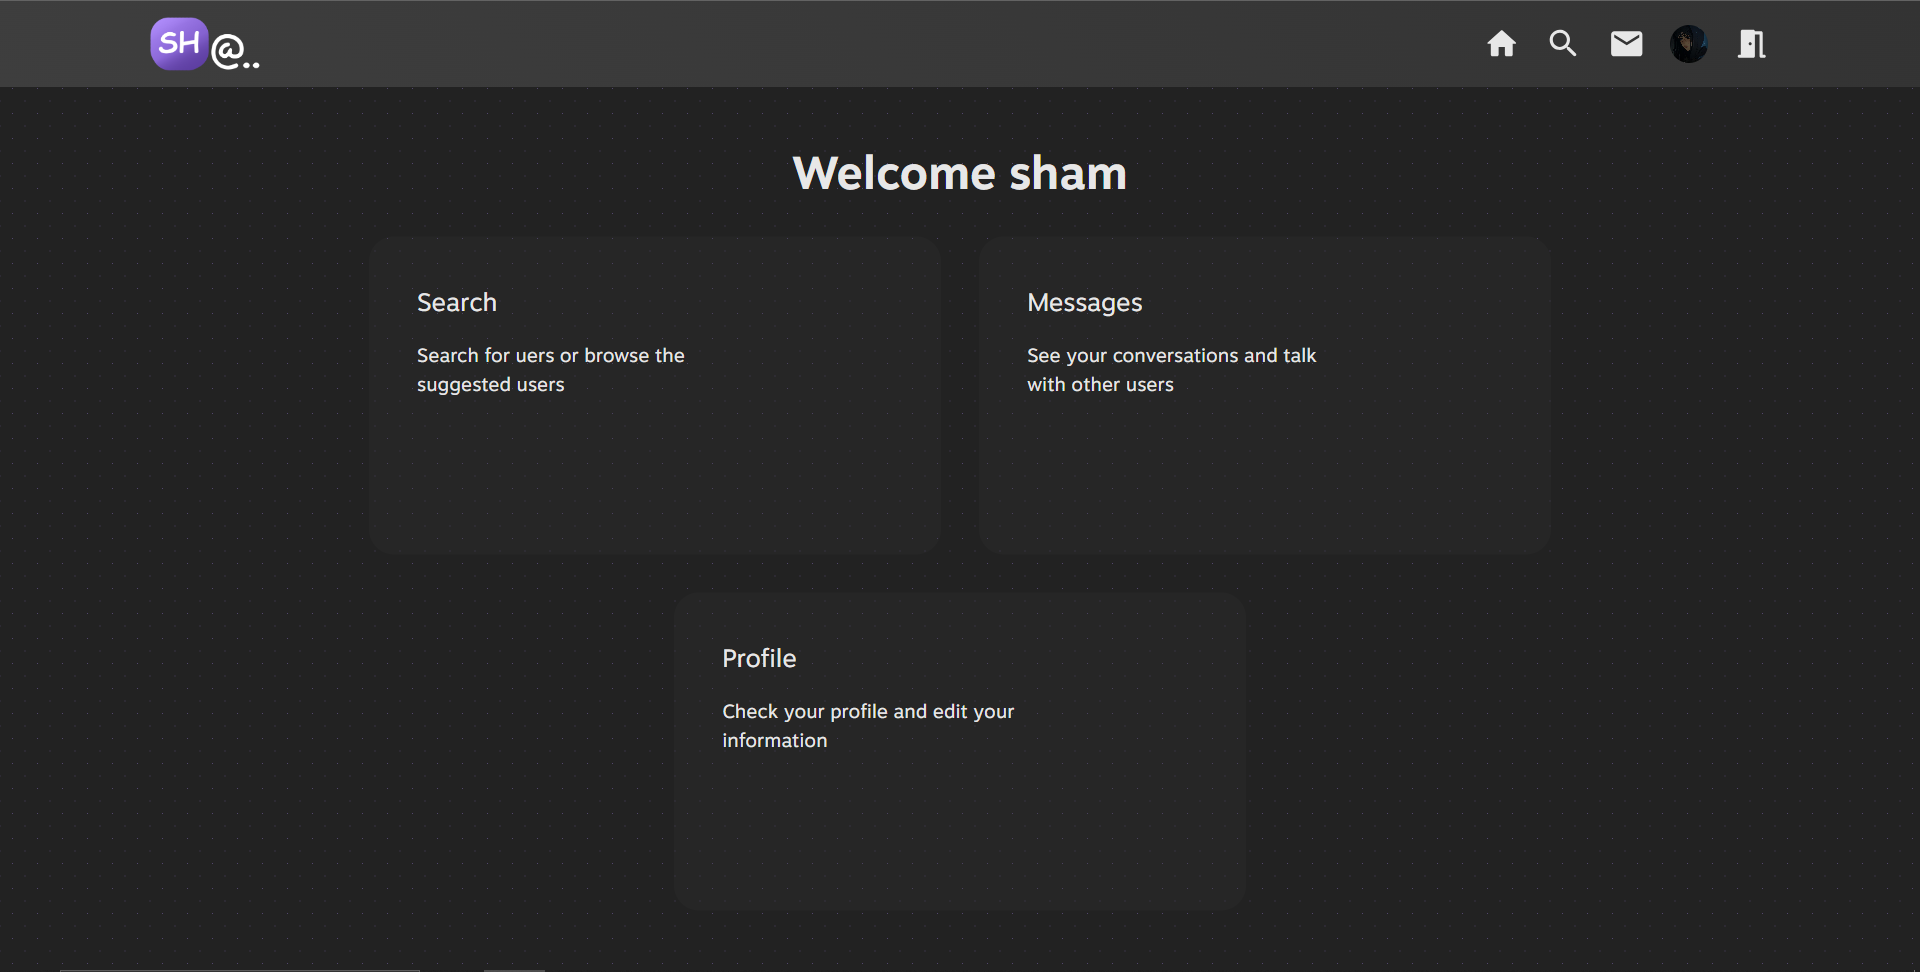 SH @..
Welcome sham
Search
Search for uers or browse the
suggested users
Messages
See your conversations and talk
with other users
Profile
Check your profile and edit your
information